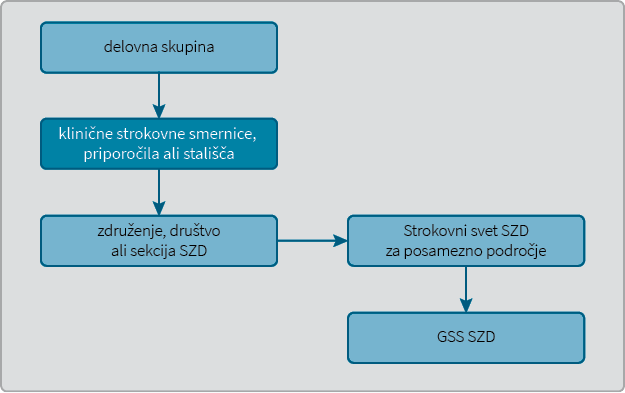 delovna skupina
klinične strokovne smernice,
priporočila ali stališča
združenje, društvo
ali sekcija SZD
Strokovni svet SZD
za posamezno področje
GSS SZD